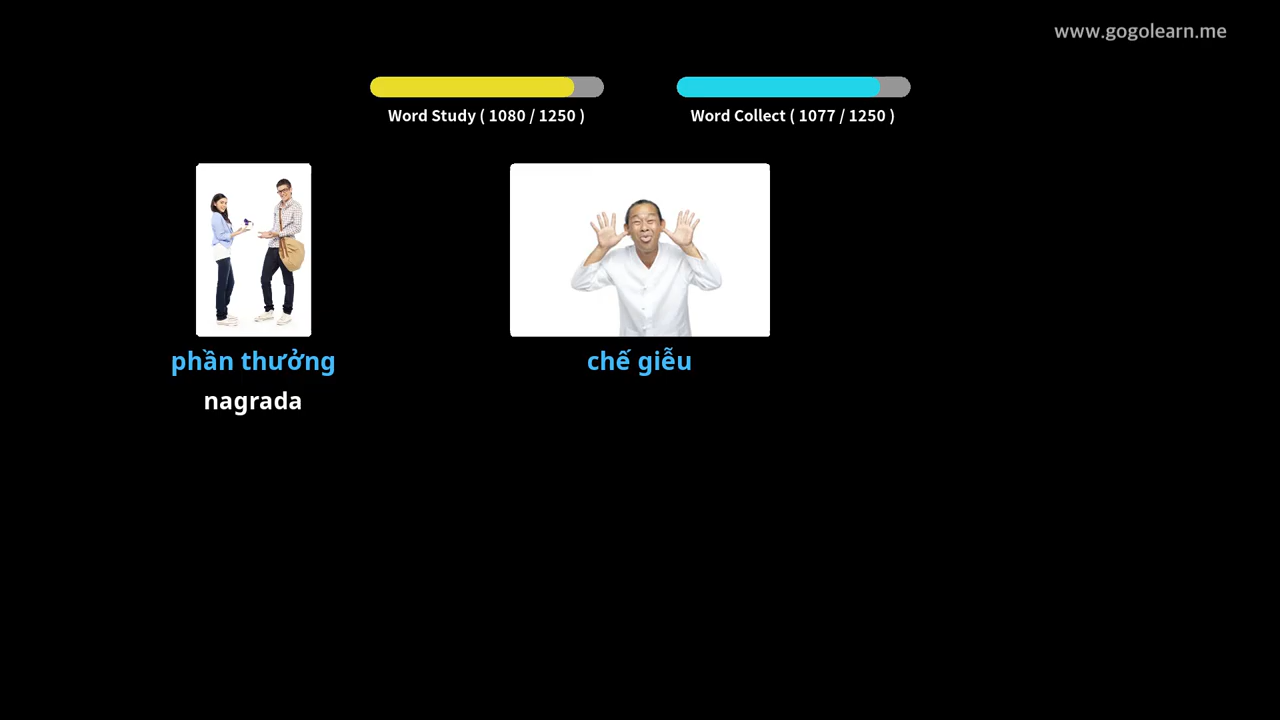 www.gogolearn.me
Word Study ( 1080 / 1250 )
Word Collect ( 1077 / 1250 )
phần thưởng
chế giễu
nagrada